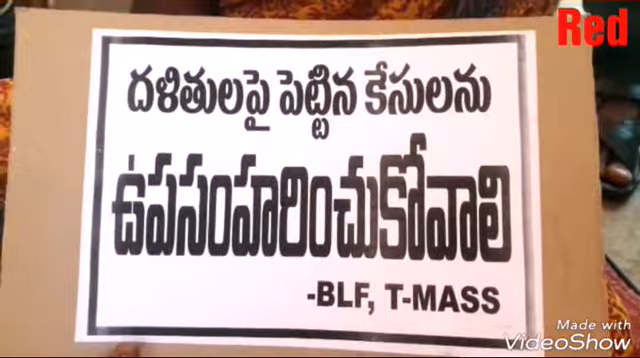 Red
దళితులపై పెట్టిన కేసులను
ఉపసంహరించుకోవాలి
-BLF, T-MASS
Made with
VideoShow